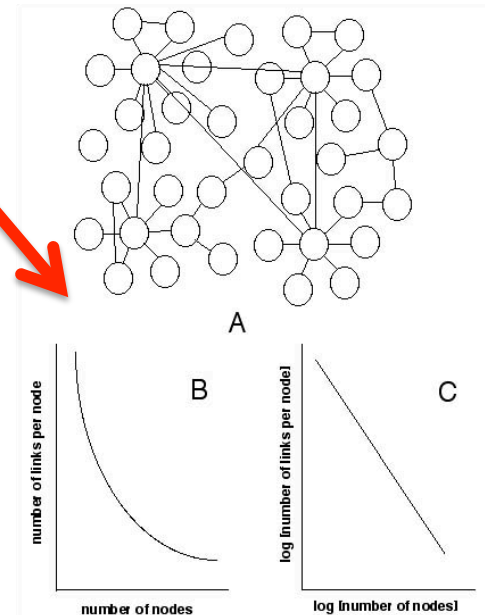 A
B
number of links per node
number of nodes
C
log [number of links per node]
log [number of nodes]